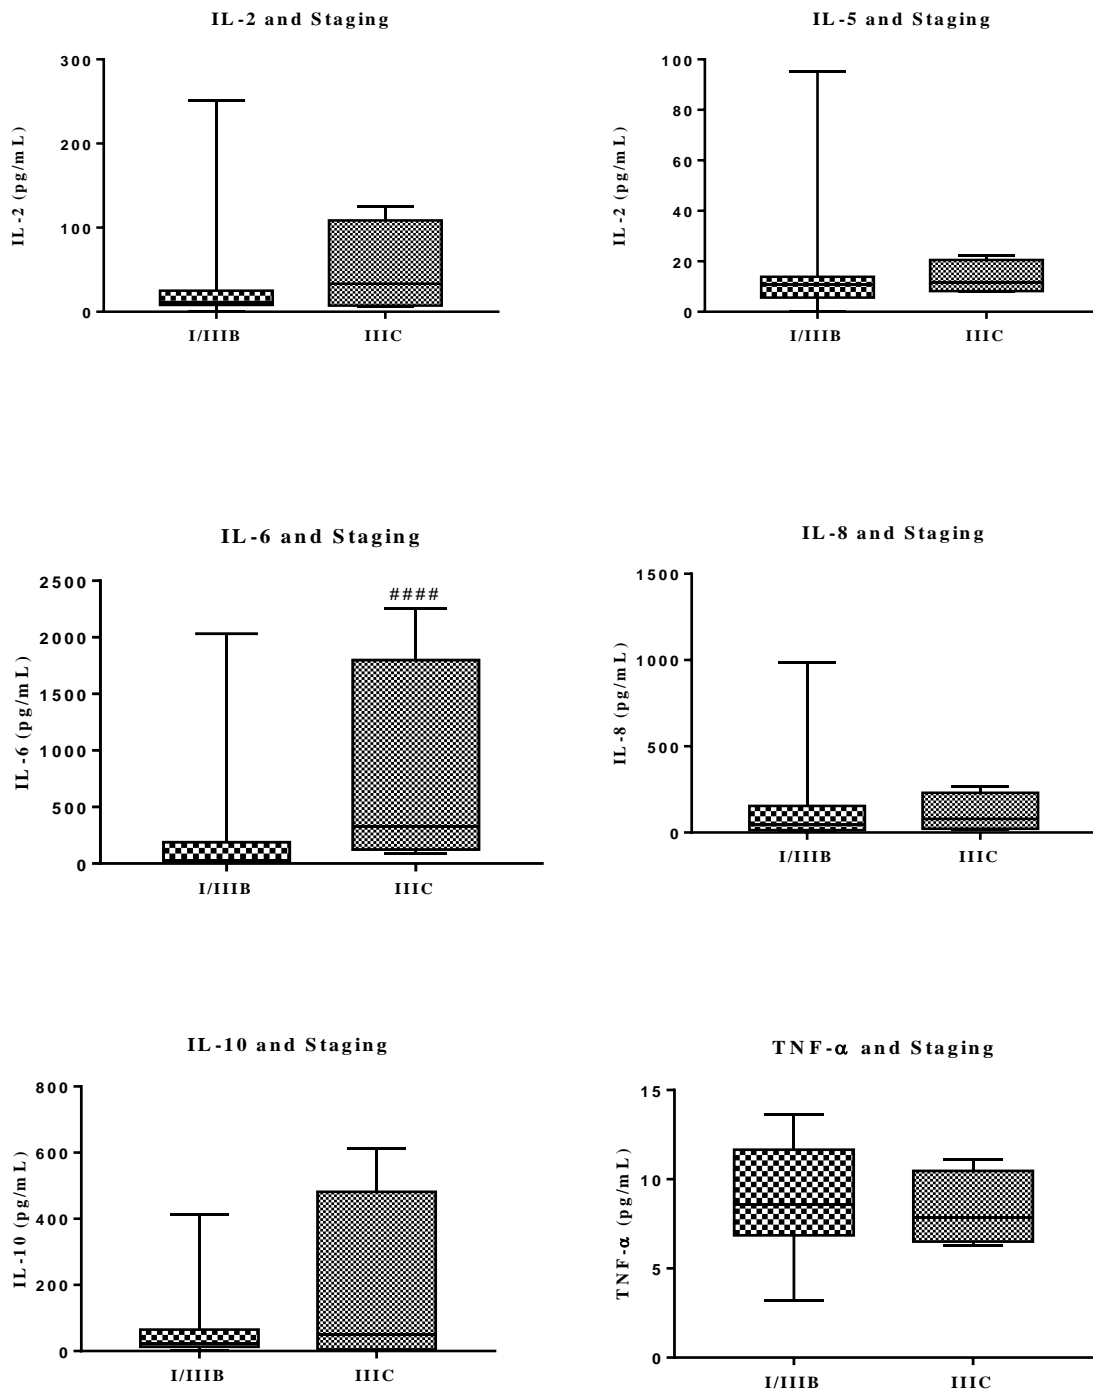 IL-2 and Staging
IL-2 (pg/mL)
300
200
100
0
I/IIIB
IIIC
IL-5 and Staging
IL-2 (pg/mL)
100
80
60
40
20
0
I/IIIB
IIIC
IL-6 and Staging
IL-6 (pg/mL)
2500
2000
1500
1000
500
0
####
I/IIIB
IIIC
IL-8 and Staging
IL-8 (pg/mL)
1500
1000
500
0
I/IIIB
IIIC
IL-10 and Staging
IL-10 (pg/mL)
800
600
400
200
0
I/IIIB
IIIC
TNF-α and Staging
TNF-α (pg/mL)
15
10
5
0
I/IIIB
IIIC